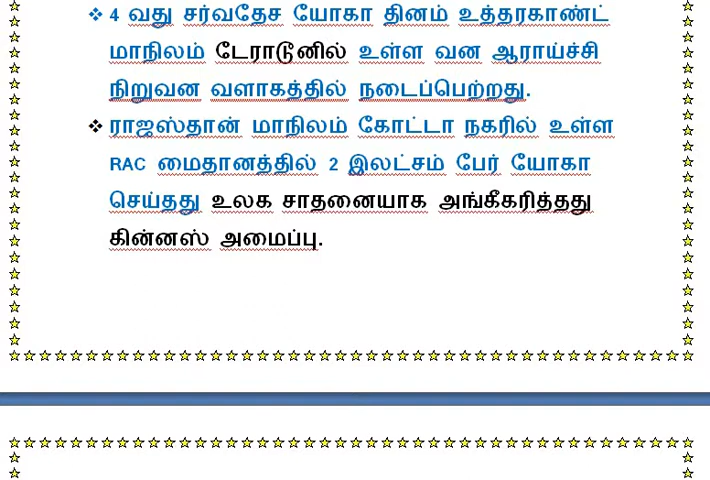 ❖ 4 வது சர்வதேச யோகா தினம் உத்தரகாண்ட்
மாநிலம் டேராடூனில் உள்ள வன ஆராய்ச்சி
நிறுவன வளாகத்தில் நடைப்பெற்றது.
❖ ராஜஸ்தான் மாநிலம் கோட்டா நகரில் உள்ள
RAC மைதானத்தில் 2 இலட்சம் பேர் யோகா
செய்தது உலக சாதனையாக அங்கீகரித்தது
கின்னஸ் அமைப்பு.